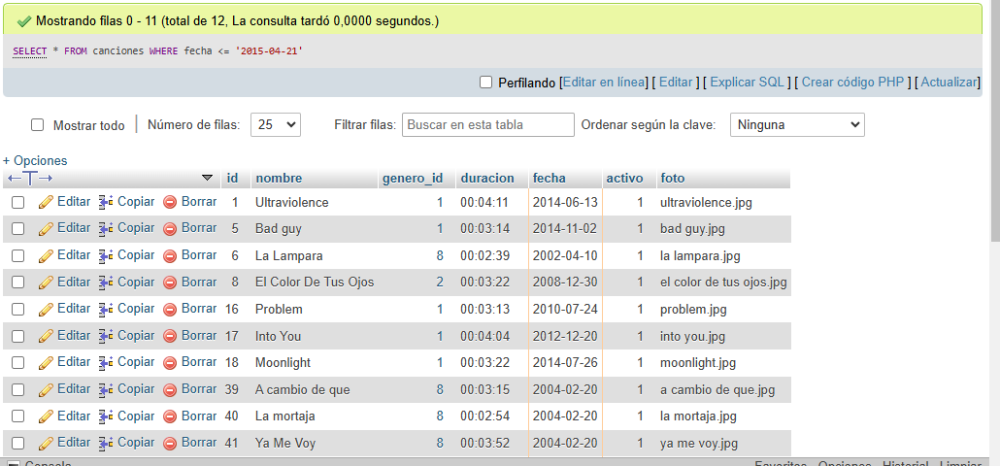 Mostrando filas 0 - 11 (total de 12, La consulta tardó 0,0000 segundos.)
SELECT * FROM canciones WHERE fecha <= '2015-04-21'
Perfilando [Editar en línea] [ Editar ] [ Explicar SQL ] [ Crear código PHP ] [ Actualizar]
Mostrar todo Número de filas: 25 Filtrar filas: Buscar en esta tabla Ordenar según la clave: Ninguna
+ Opciones
←T→ id nombre genero_id duracion fecha activo foto
Editar Copiar Borrar 1 Ultraviolence 1 00:04:11 2014-06-13 1 ultraviolence.jpg
Editar Copiar Borrar 5 Bad guy 1 00:03:14 2014-11-02 1 bad guy.jpg
Editar Copiar Borrar 6 La Lampara 8 00:02:39 2002-04-10 1 la lampara.jpg
Editar Copiar Borrar 8 El Color De Tus Ojos 2 00:03:22 2008-12-30 1 el color de tus ojos.jpg
Editar Copiar Borrar 16 Problem 1 00:03:13 2010-07-24 1 problem.jpg
Editar Copiar Borrar 17 Into You 1 00:04:04 2012-12-20 1 into you.jpg
Editar Copiar Borrar 18 Moonlight 1 00:03:22 2014-07-26 1 moonlight.jpg
Editar Copiar Borrar 39 A cambio de que 8 00:03:15 2004-02-20 1 a cambio de que.jpg
Editar Copiar Borrar 40 La mortaja 8 00:02:54 2004-02-20 1 la mortaja.jpg
Editar Copiar Borrar 41 Ya Me Voy 8 00:03:52 2004-02-20 1 ya me voy.jpg
Consola Favoritos Opciones Historial Limpiar